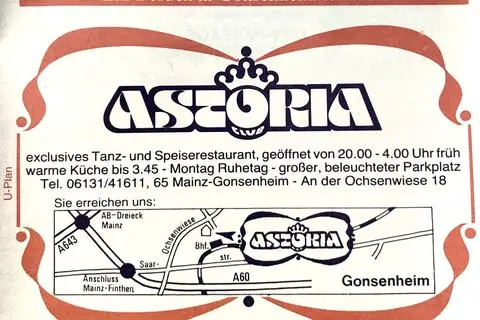 ASTORIA
CLUB
exclusives Tanz- und Speiserestaurant, geöffnet von 20.00 - 4.00 Uhr früh
warme Küche bis 3.45 - Montag Ruhetag - großer, beleuchteter Parkplatz
Tel. 06131/41611, 65 Mainz-Gonsenheim - An der Ochsenwiese 18
U-Plan
Sie erreichen uns:
AB-Dreieck
Mainz
A643
Ochsenwiese
Bhf.
ASTORIA
Saar-
str.
Anschluss
Mainz-Finthen
A60
Gonsenheim